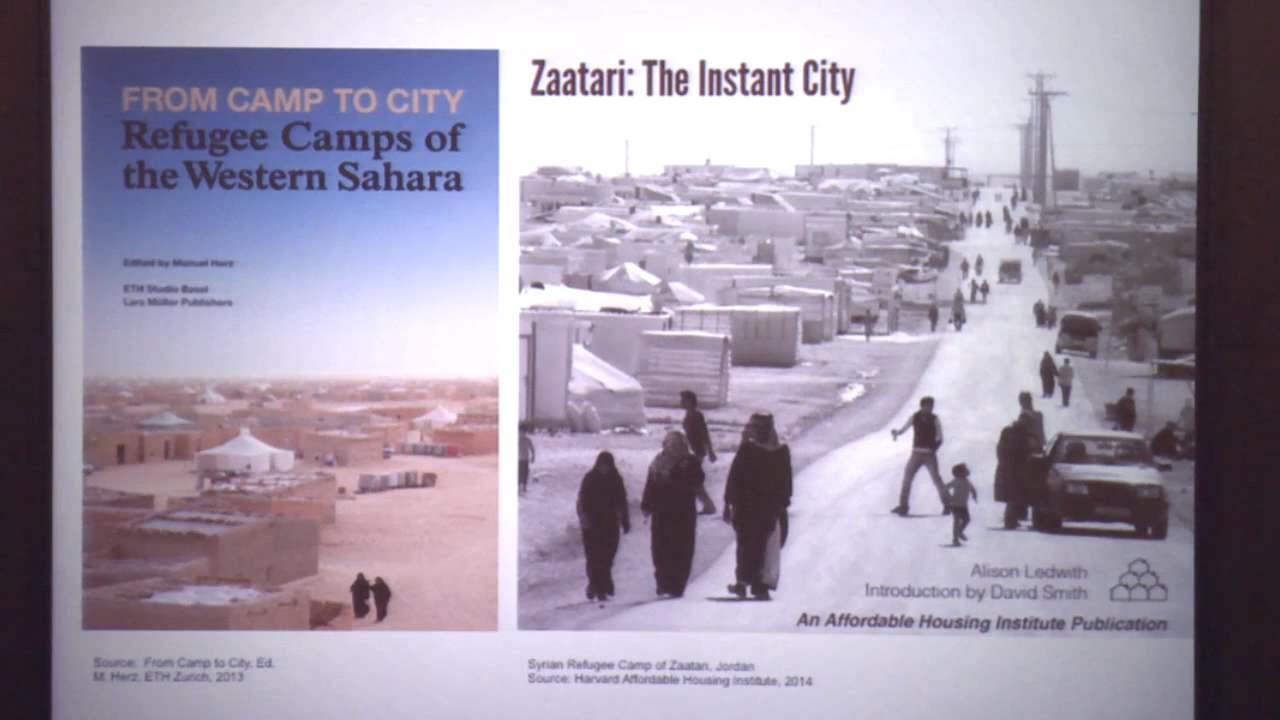 FROM CAMP TO CITY
Refugee Camps of
the Western Sahara
Edited by Manuel Herz
ETH Studio Basel
Lars Müller Publishers
Source: From Camp to City, Ed.
M. Herz, ETH Zurich, 2013
Zaatari: The Instant City
Alison Ledwith
Introduction by David Smith
An Affordable Housing Institute Publication
Syrian Refugee Camp of Zaatari, Jordan
Source: Harvard Affordable Housing Institute, 2014